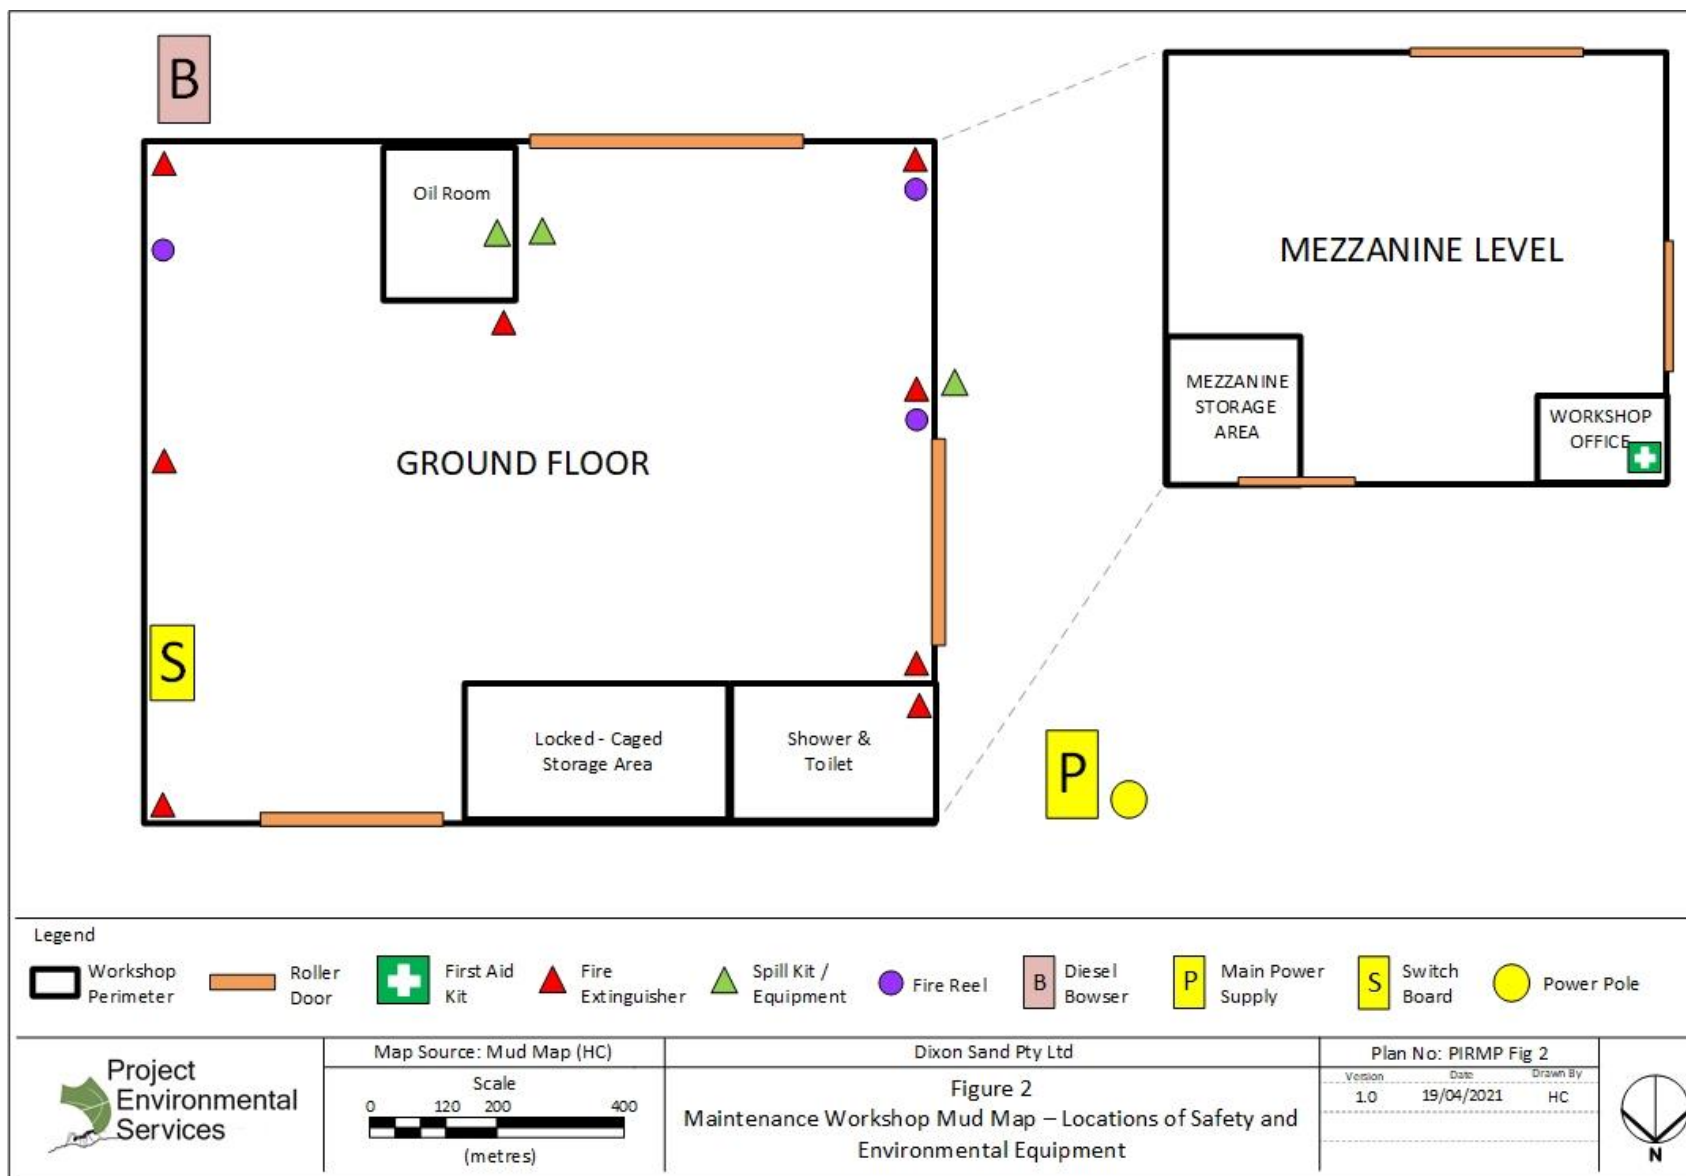 B
Oil Room
MEZZANINE LEVEL
MEZZANINE
STORAGE
AREA
WORKSHOP
OFFICE
GROUND FLOOR
S
Locked - Caged
Storage Area
Shower &
Toilet
P
Legend
Workshop
Perimeter
Roller
Door
First Aid
Kit
Fire
Extinguisher
Spill Kit /
Equipment
Fire Reel
B
Diesel
Bowser
P
Main Power
Supply
S
Switch
Board
Power Pole
Project
Environmental
Services
Map Source: Mud Map (HC)
Scale
0 120 200 400
(metres)
Dixon Sand Pty Ltd
Figure 2
Maintenance Workshop Mud Map – Locations of Safety and
Environmental Equipment
Plan No: PIRMP Fig 2
Version Date Drawn By
1.0 19/04/2021 HC
N